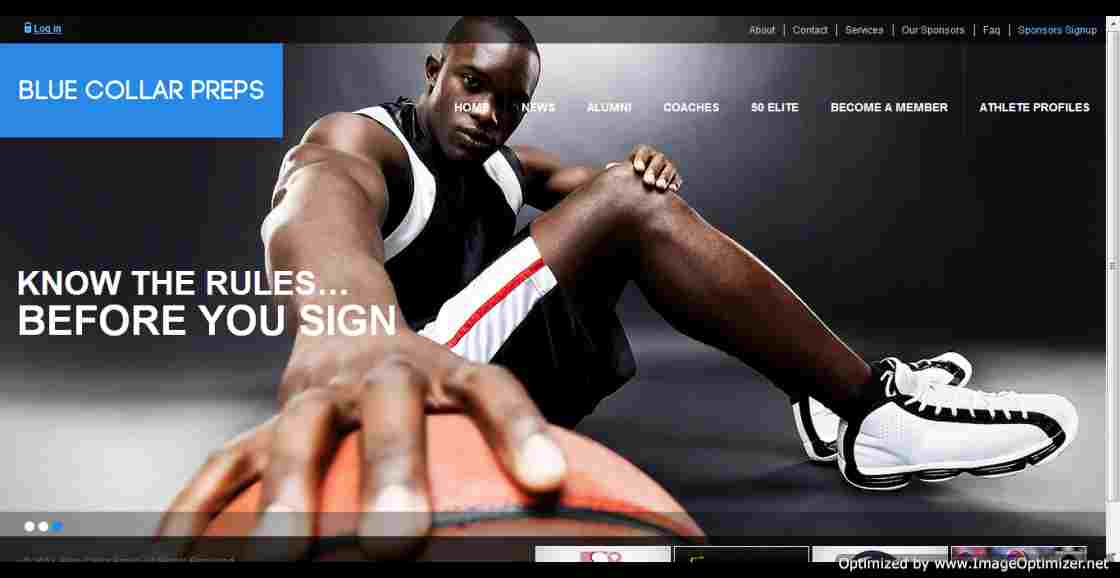 Log in
About | Contact | Services | Our Sponsors | Faq | Sponsors Signup
BLUE COLLAR PREPS
HOME NEWS ALUMNI COACHES 50 ELITE BECOME A MEMBER ATHLETE PROFILES
KNOW THE RULES...
BEFORE YOU SIGN
Optimized by www.ImageOptimizer.net